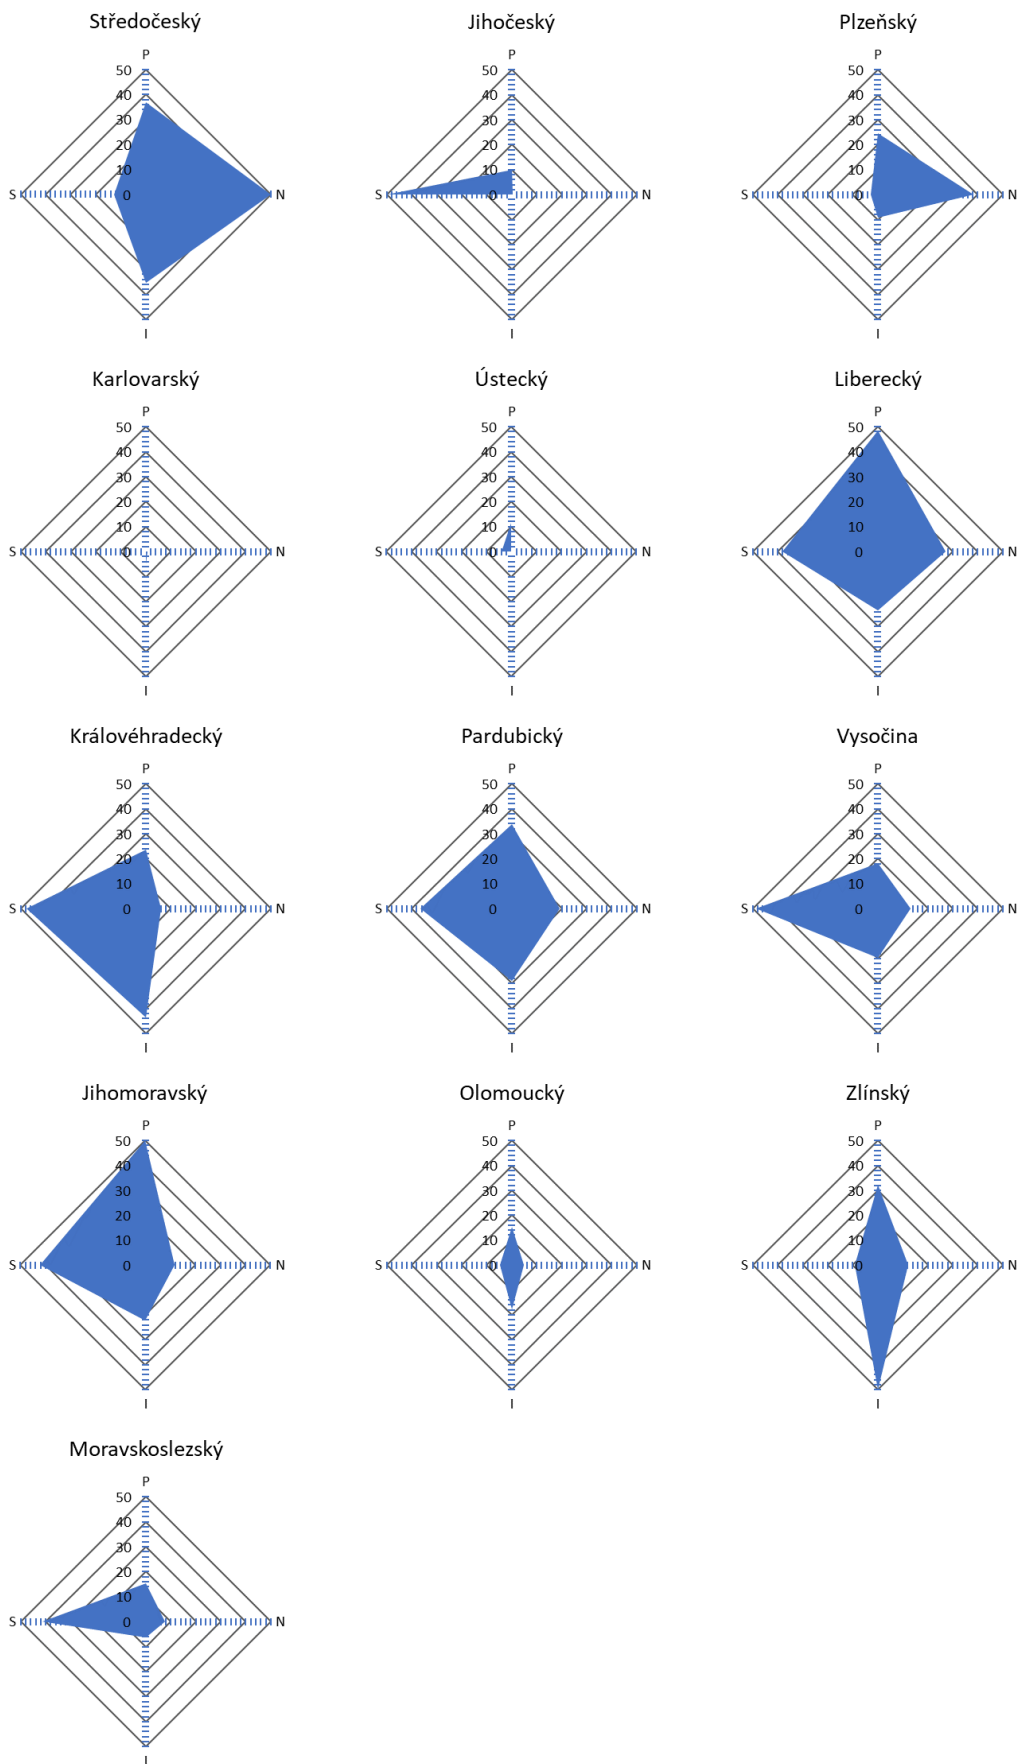 Středočeský
Jihočeský
Plzeňský
P
P
P
50
50
50
40
40
40
30
30
30
20
20
20
10
10
10
S
0
N
S
0
N
S
0
N
I
I
I
Karlovarský
Ústecký
Liberecký
P
P
P
50
50
50
40
40
40
30
30
30
20
20
20
10
10
10
S
0
N
S
0
N
S
0
N
I
I
I
Královéhradecký
Pardubický
Vysočina
P
P
P
50
50
50
40
40
40
30
30
30
20
20
20
10
10
10
S
0
N
S
0
N
S
0
N
I
I
I
Jihomoravský
Olomoucký
Zlínský
P
P
P
50
50
50
40
40
40
30
30
30
20
20
20
10
10
10
S
0
N
S
0
N
S
0
N
I
I
I
Moravskoslezský
P
50
40
30
20
10
S
0
N
I